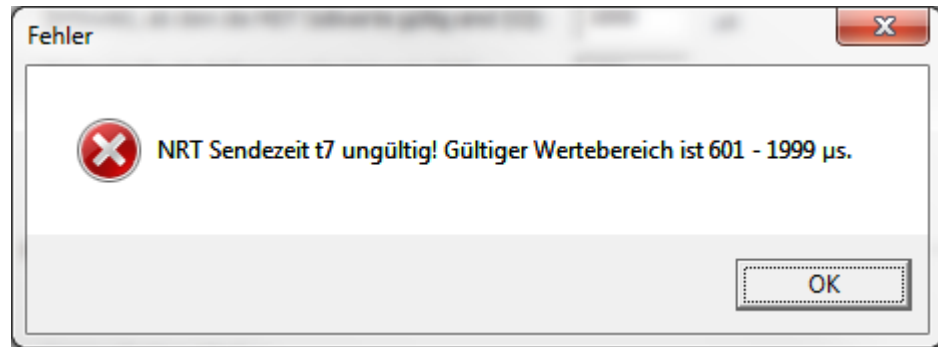 Fehler
NRT Sendezeit t7 ungültig! Gültiger Wertebereich ist 601 - 1999 µs.
OK